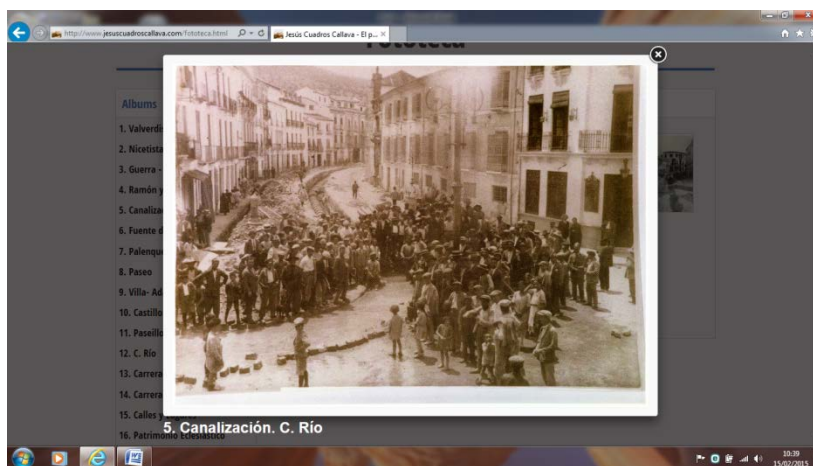 http://www.jesuscuadroscallava.com/fototeca.html
Jesús Cuadros Callava - El p...
Fototeca
Albums
1. Valverdi
2. Nicetista
3. Guerra -
4. Ramón y
5. Canaliza
6. Fuente d
7. Palenqu
8. Paseo
9. Villa- Ad
10. Castillo
11. Paseillo
12. C. Río
13. Carrera
14. Carrera
15. Calles y
16. Patrimonio Eclesiástico
5. Canalización. C. Río
10:39
15/02/2015